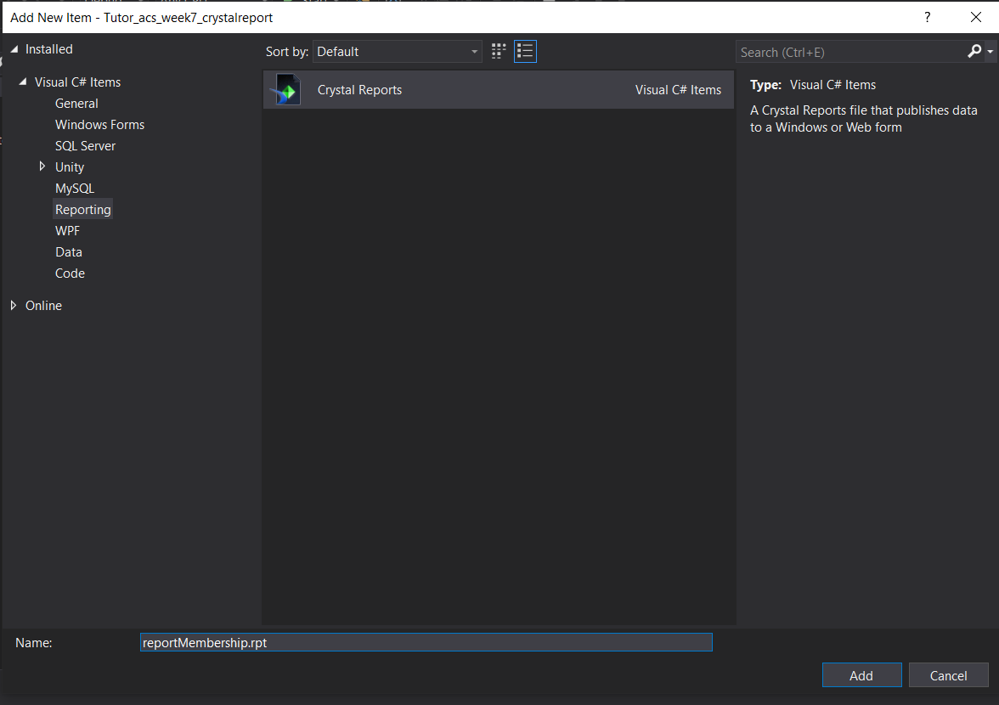 Add New Item - Tutor_acs_week7_crystalreport
?
Installed
Sort by: Default
Search (Ctrl+E)
Visual C# Items
General
Windows Forms
SQL Server
Unity
MySQL
Reporting
WPF
Data
Code
Online
Crystal Reports Visual C# Items
Type: Visual C# Items
A Crystal Reports file that publishes data
to a Windows or Web form
Name: reportMembership.rpt
Add Cancel